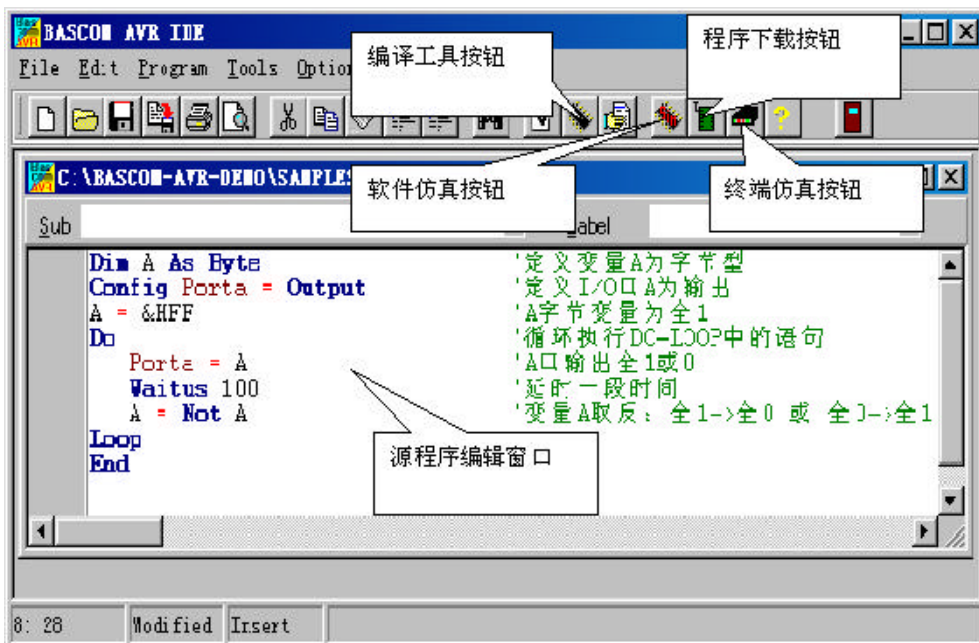 BASCOM AVR IDE
File Edit Program Tools Option
编译工具按钮
程序下载按钮
软件仿真按钮
终端仿真按钮
C:\BASCOM-AVR-DEMO\SAMPLES
Sub
abel
Dim A As Byte '定义变量A为字节型
Config Porta = Output '定义I/O口A为输出
A = &HFF 'A字节变量为全1
Do '循环执行DO-LOOP中的语句
Porta = A 'A口输出全1或0
Waitus 100 '延时一段时间
A = Not A '变量A取反：全1->全0 或 全0->全1
Loop
End
源程序编辑窗口
8: 28 Modified Insert